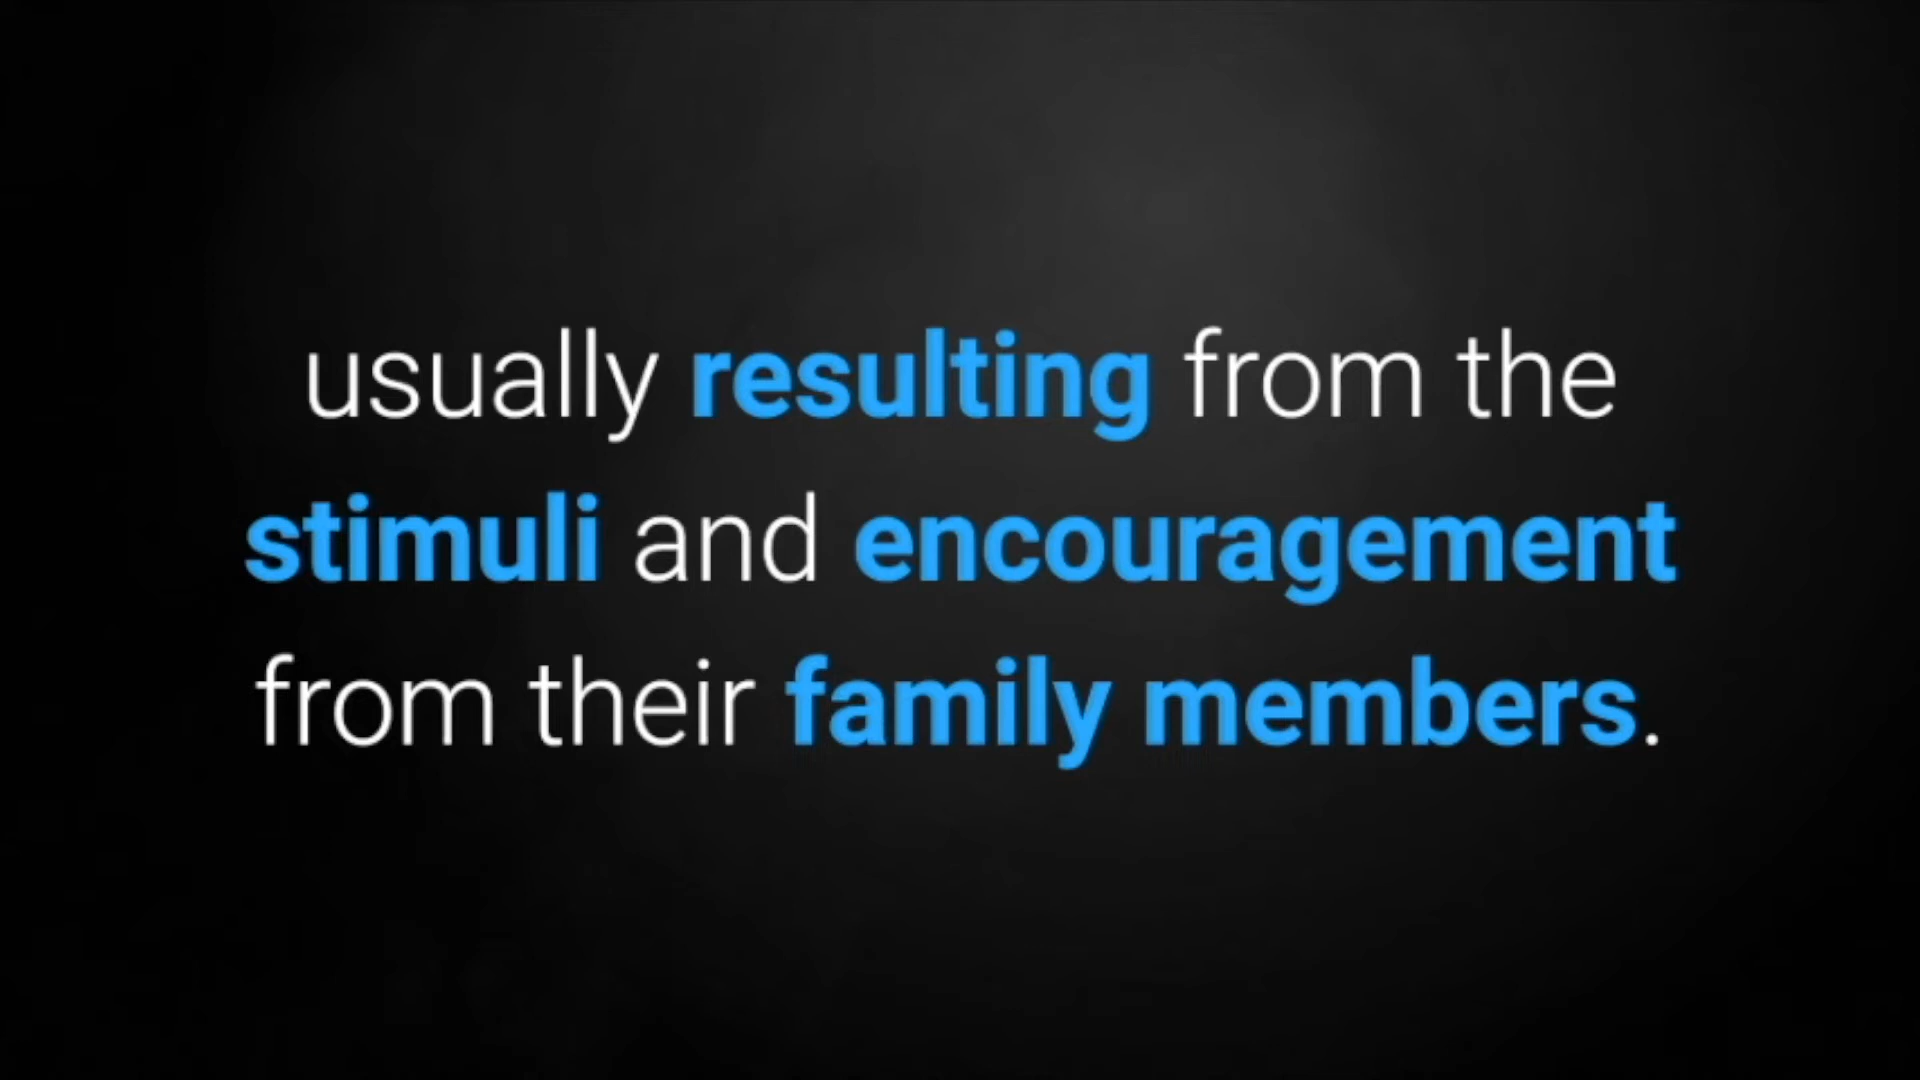 usually resulting from the
stimuli and encouragement
from their family members.